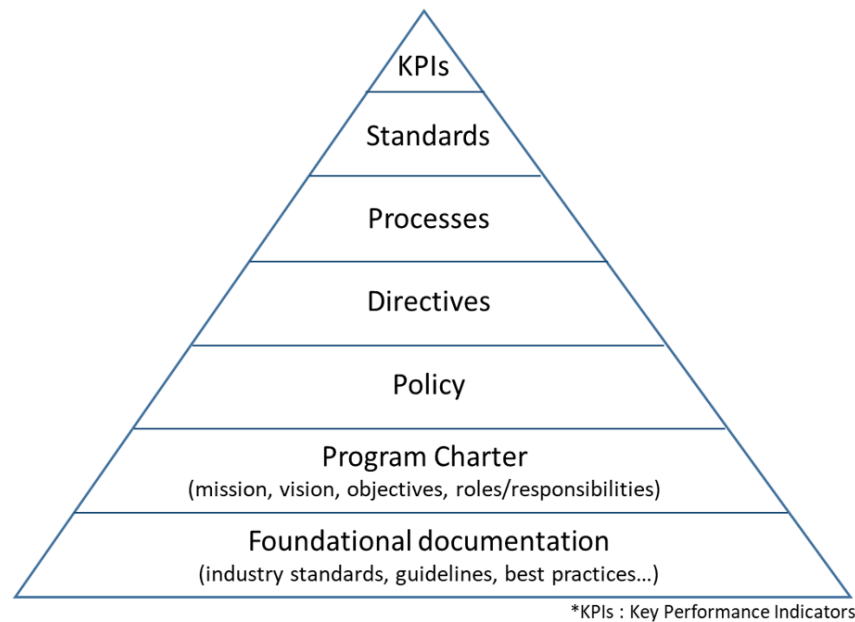 KPIs
Standards
Processes
Directives
Policy
Program Charter
(mission, vision, objectives, roles/responsibilities)
Foundational documentation
(industry standards, guidelines, best practices...)
*KPIs : Key Performance Indicators